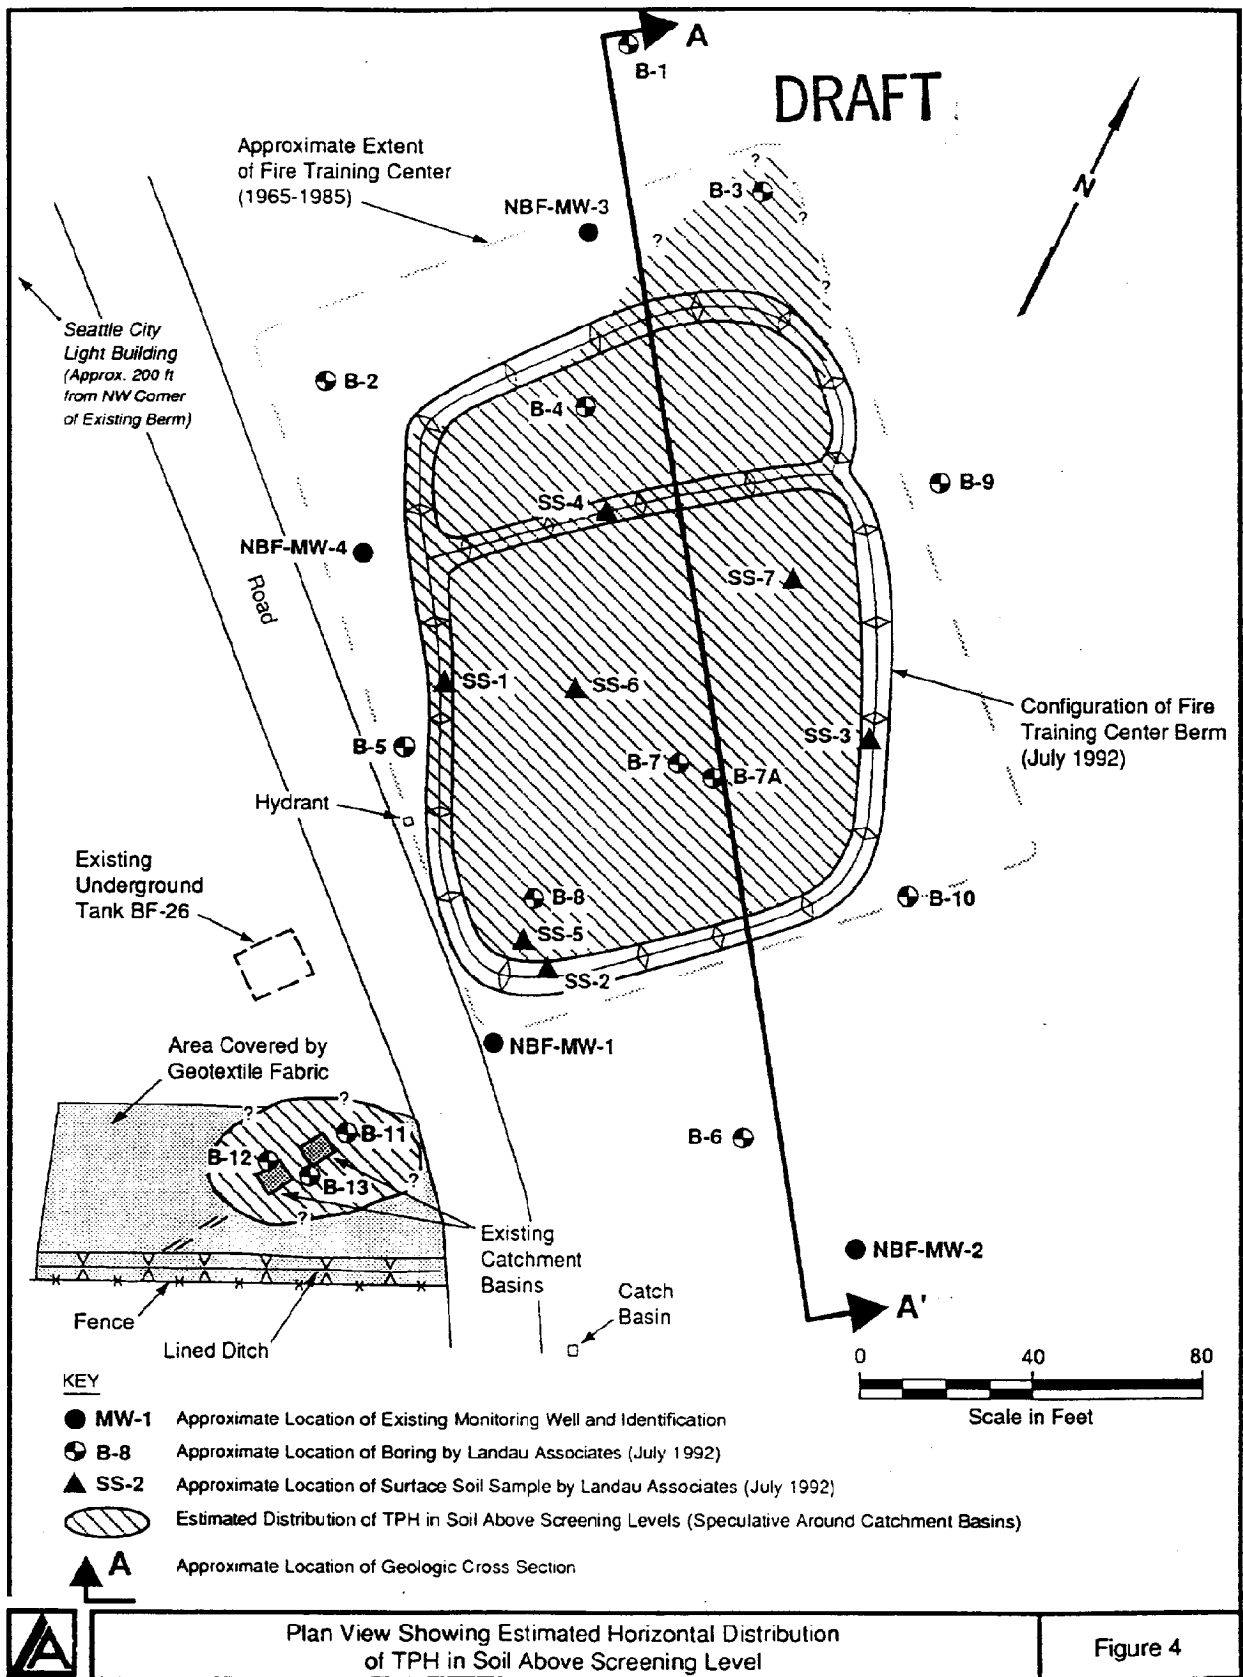 A
B-1
DRAFT
Approximate Extent
of Fire Training Center
(1965-1985)
?
B-3
N
NBF-MW-3
?
?
?
Seattle City
Light Building
(Approx. 200 ft
from NW Corner
of Existing Berm)
B-2
B-4
B-9
SS-4
NBF-MW-4
SS-7
Road
SS-1
SS-6
Configuration of Fire
Training Center Berm
(July 1992)
SS-3
B-5
B-7
B-7A
Hydrant
Existing
Underground
Tank BF-26
B-8
B-10
SS-5
SS-2
NBF-MW-1
Area Covered by
Geotextile Fabric
?
?
B-11
B-6
B-12
B-13
?
?
Existing
Catchment
Basins
NBF-MW-2
Catch
Basin
A'
Fence
Lined Ditch
0 40 80
Scale in Feet
KEY
MW-1 Approximate Location of Existing Monitoring Well and Identification
B-8 Approximate Location of Boring by Landau Associates (July 1992)
SS-2 Approximate Location of Surface Soil Sample by Landau Associates (July 1992)
Estimated Distribution of TPH in Soil Above Screening Levels (Speculative Around Catchment Basins)
A Approximate Location of Geologic Cross Section
Plan View Showing Estimated Horizontal Distribution
of TPH in Soil Above Screening Level
Figure 4